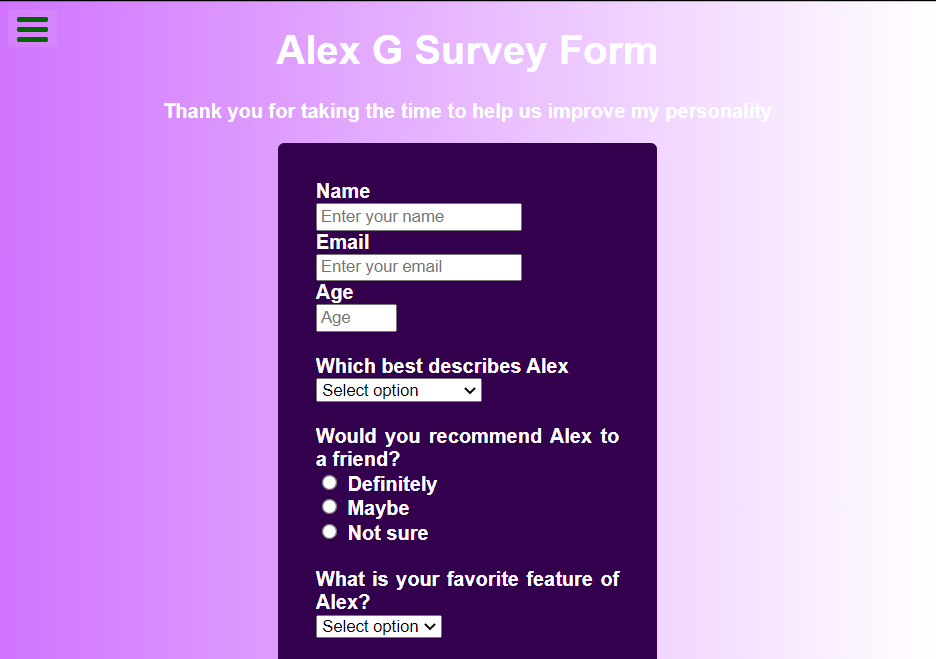 Alex G Survey Form
Thank you for taking the time to help us improve my personality
Name
Enter your name
Email
Enter your email
Age
Age
Which best describes Alex
Select option
Would you recommend Alex to
a friend?
Definitely
Maybe
Not sure
What is your favorite feature of
Alex?
Select option